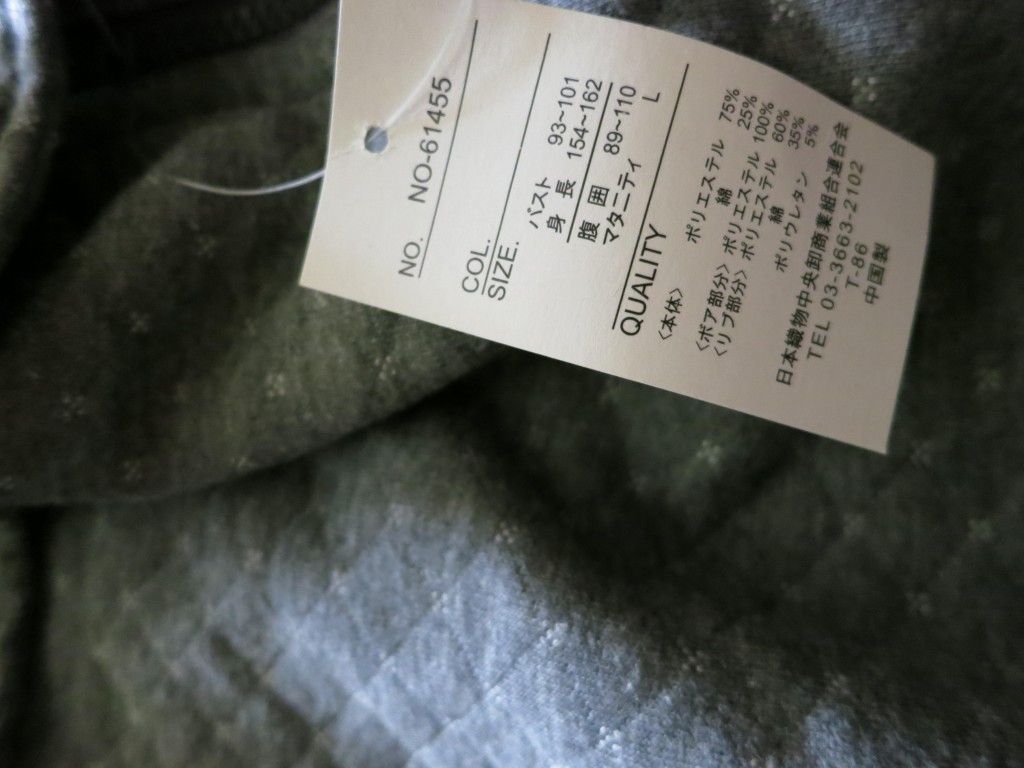 NO. NO-61455
COL.
SIZE.
バスト 93~101
身 長 154~162
腹 囲 89~110
マタニティ L
QUALITY
<本体> ポリエステル 75%
綿 25%
<ボア部分> ポリエステル 100%
<リブ部分> ポリエステル 60%
綿 35%
ポリウレタン 5%
日本織物中央卸商業組合連合会
TEL 03-3663-2102
T-86
中国製